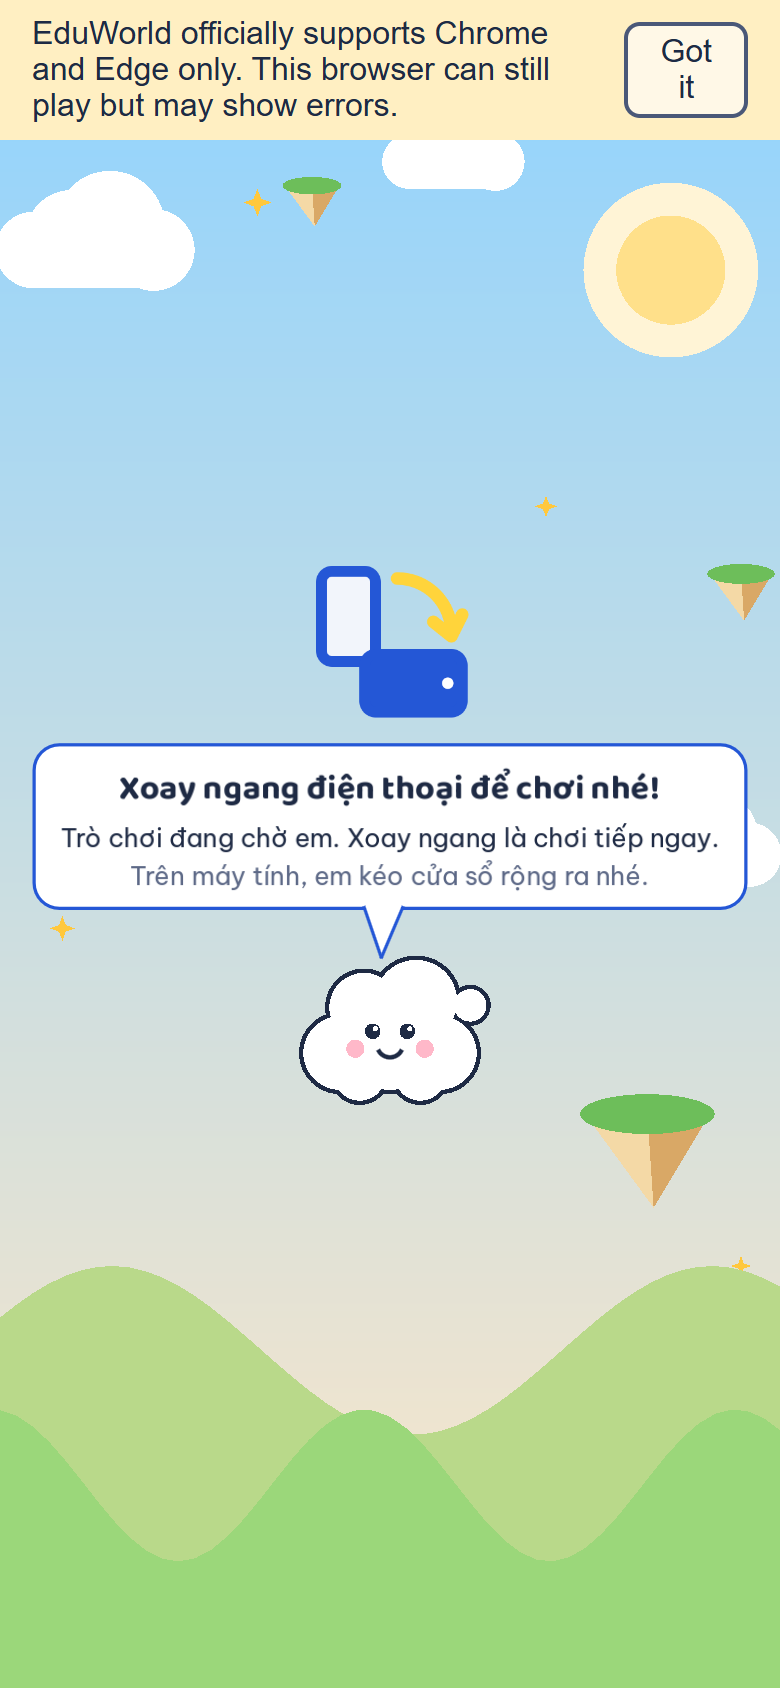 EduWorld officially supports Chrome
and Edge only. This browser can still
play but may show errors.
Got
it
Xoay ngang điện thoại để chơi nhé!
Trò chơi đang chờ em. Xoay ngang là chơi tiếp ngay.
Trên máy tính, em kéo cửa sổ rộng ra nhé.